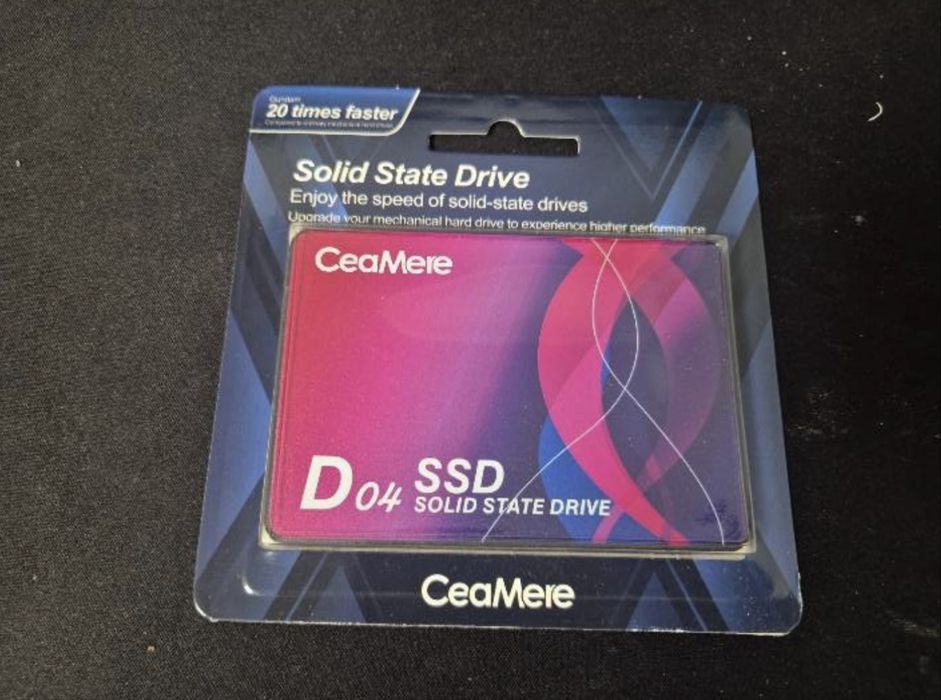 20 times faster
Solid State Drive
Enjoy the speed of solid-state drives
Upgrade your mechanical hard drive to experience higher performance
CeaMere
D 04 SSD
SOLID STATE DRIVE
CeaMere